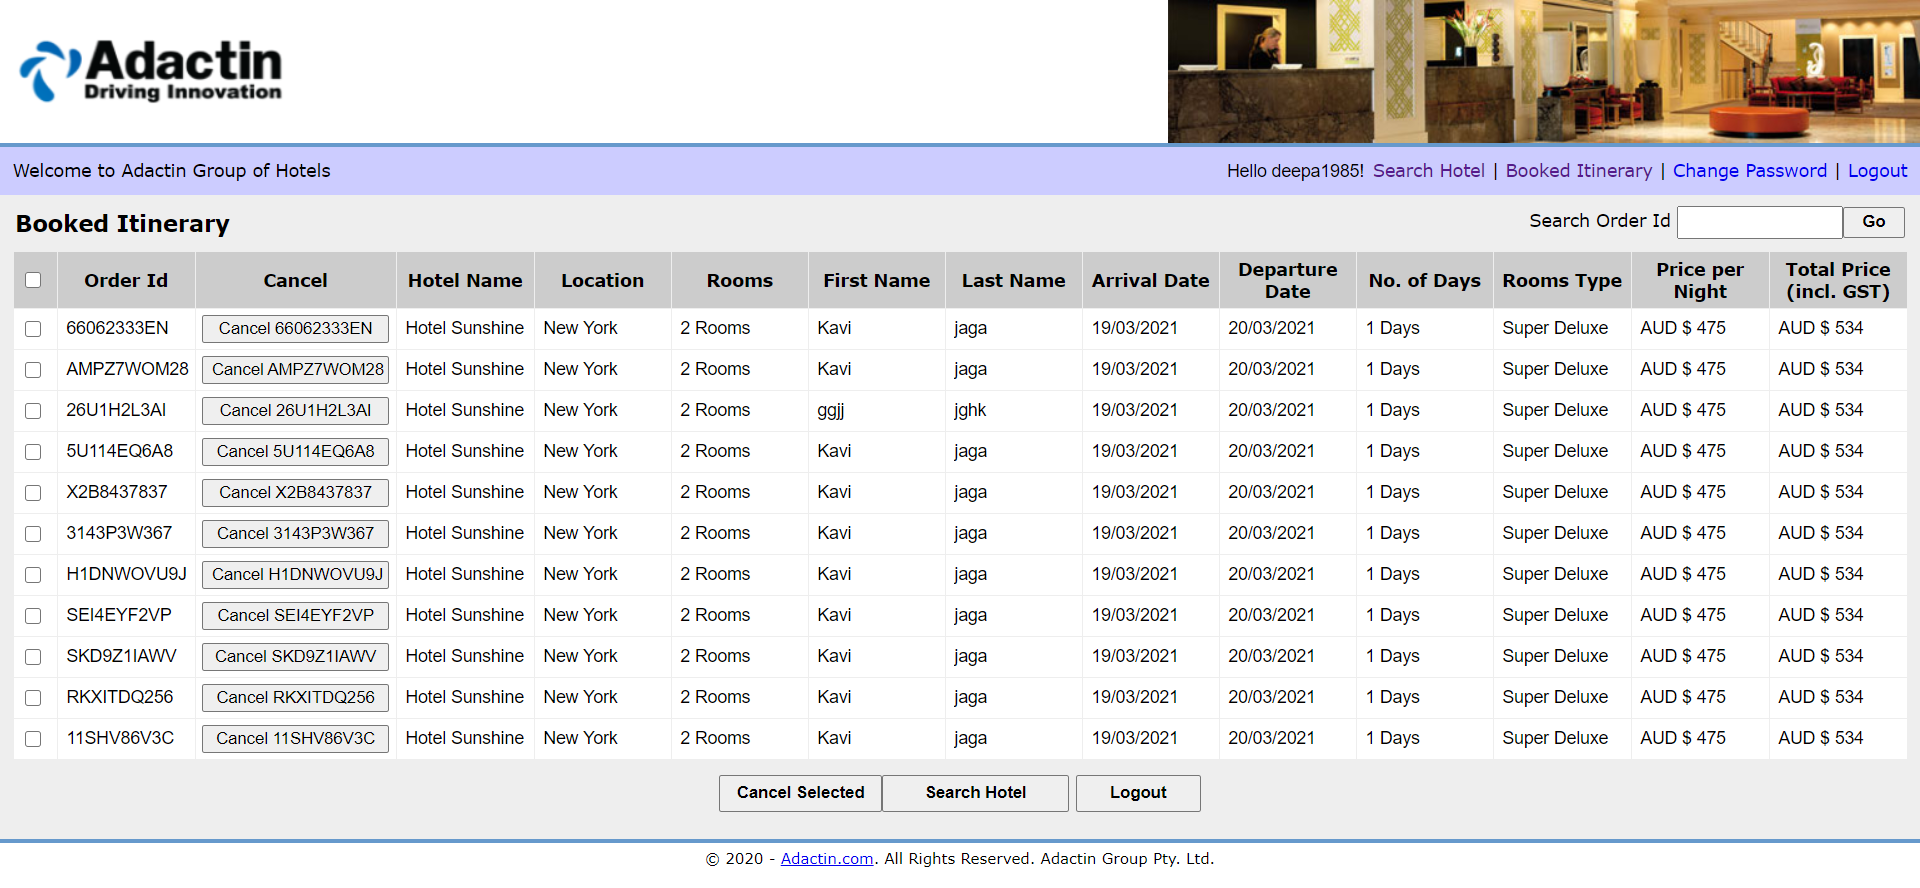 Adactin
Driving Innovation
Welcome to Adactin Group of Hotels
Hello deepa1985! Search Hotel | Booked Itinerary | Change Password | Logout
Booked Itinerary
Search Order Id Go
Order Id Cancel Hotel Name Location Rooms First Name Last Name Arrival Date Departure Date No. of Days Rooms Type Price per Night Total Price (incl. GST)
66062333EN Cancel 66062333EN Hotel Sunshine New York 2 Rooms Kavi jaga 19/03/2021 20/03/2021 1 Days Super Deluxe AUD $ 475 AUD $ 534
AMPZ7WOM28 Cancel AMPZ7WOM28 Hotel Sunshine New York 2 Rooms Kavi jaga 19/03/2021 20/03/2021 1 Days Super Deluxe AUD $ 475 AUD $ 534
26U1H2L3AI Cancel 26U1H2L3AI Hotel Sunshine New York 2 Rooms ggjj jghk 19/03/2021 20/03/2021 1 Days Super Deluxe AUD $ 475 AUD $ 534
5U114EQ6A8 Cancel 5U114EQ6A8 Hotel Sunshine New York 2 Rooms Kavi jaga 19/03/2021 20/03/2021 1 Days Super Deluxe AUD $ 475 AUD $ 534
X2B8437837 Cancel X2B8437837 Hotel Sunshine New York 2 Rooms Kavi jaga 19/03/2021 20/03/2021 1 Days Super Deluxe AUD $ 475 AUD $ 534
3143P3W367 Cancel 3143P3W367 Hotel Sunshine New York 2 Rooms Kavi jaga 19/03/2021 20/03/2021 1 Days Super Deluxe AUD $ 475 AUD $ 534
H1DNWOVU9J Cancel H1DNWOVU9J Hotel Sunshine New York 2 Rooms Kavi jaga 19/03/2021 20/03/2021 1 Days Super Deluxe AUD $ 475 AUD $ 534
SEI4EYF2VP Cancel SEI4EYF2VP Hotel Sunshine New York 2 Rooms Kavi jaga 19/03/2021 20/03/2021 1 Days Super Deluxe AUD $ 475 AUD $ 534
SKD9Z1IAWV Cancel SKD9Z1IAWV Hotel Sunshine New York 2 Rooms Kavi jaga 19/03/2021 20/03/2021 1 Days Super Deluxe AUD $ 475 AUD $ 534
RKXITDQ256 Cancel RKXITDQ256 Hotel Sunshine New York 2 Rooms Kavi jaga 19/03/2021 20/03/2021 1 Days Super Deluxe AUD $ 475 AUD $ 534
11SHV86V3C Cancel 11SHV86V3C Hotel Sunshine New York 2 Rooms Kavi jaga 19/03/2021 20/03/2021 1 Days Super Deluxe AUD $ 475 AUD $ 534
Cancel Selected Search Hotel Logout
© 2020 - Adactin.com. All Rights Reserved. Adactin Group Pty. Ltd.